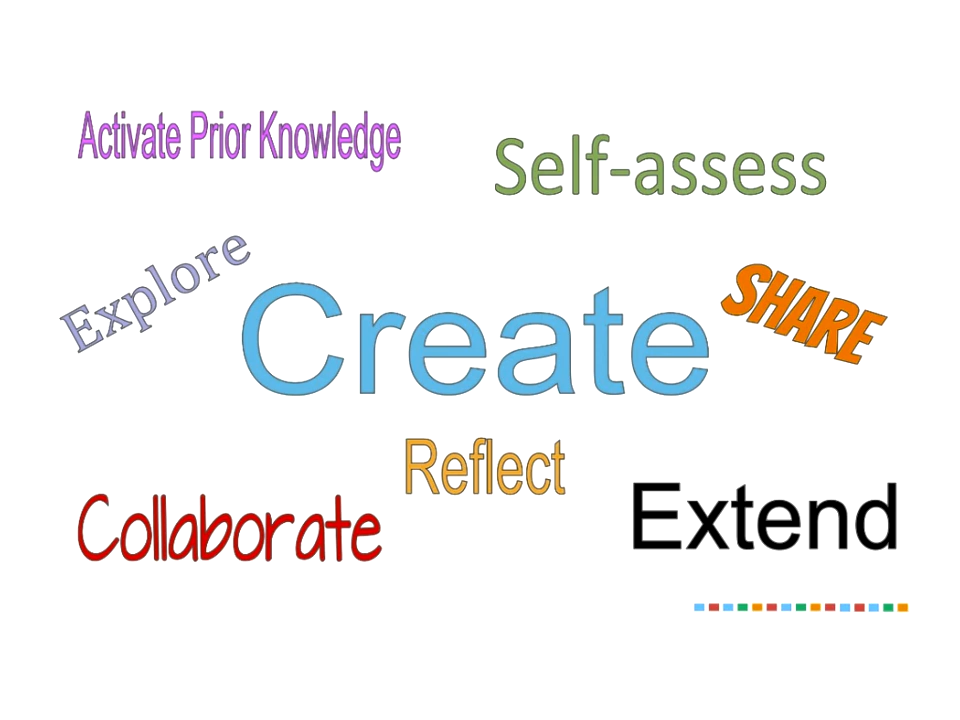 Activate Prior Knowledge
Self-assess
Explore
SHARE
Create
Reflect
Collaborate
Extend